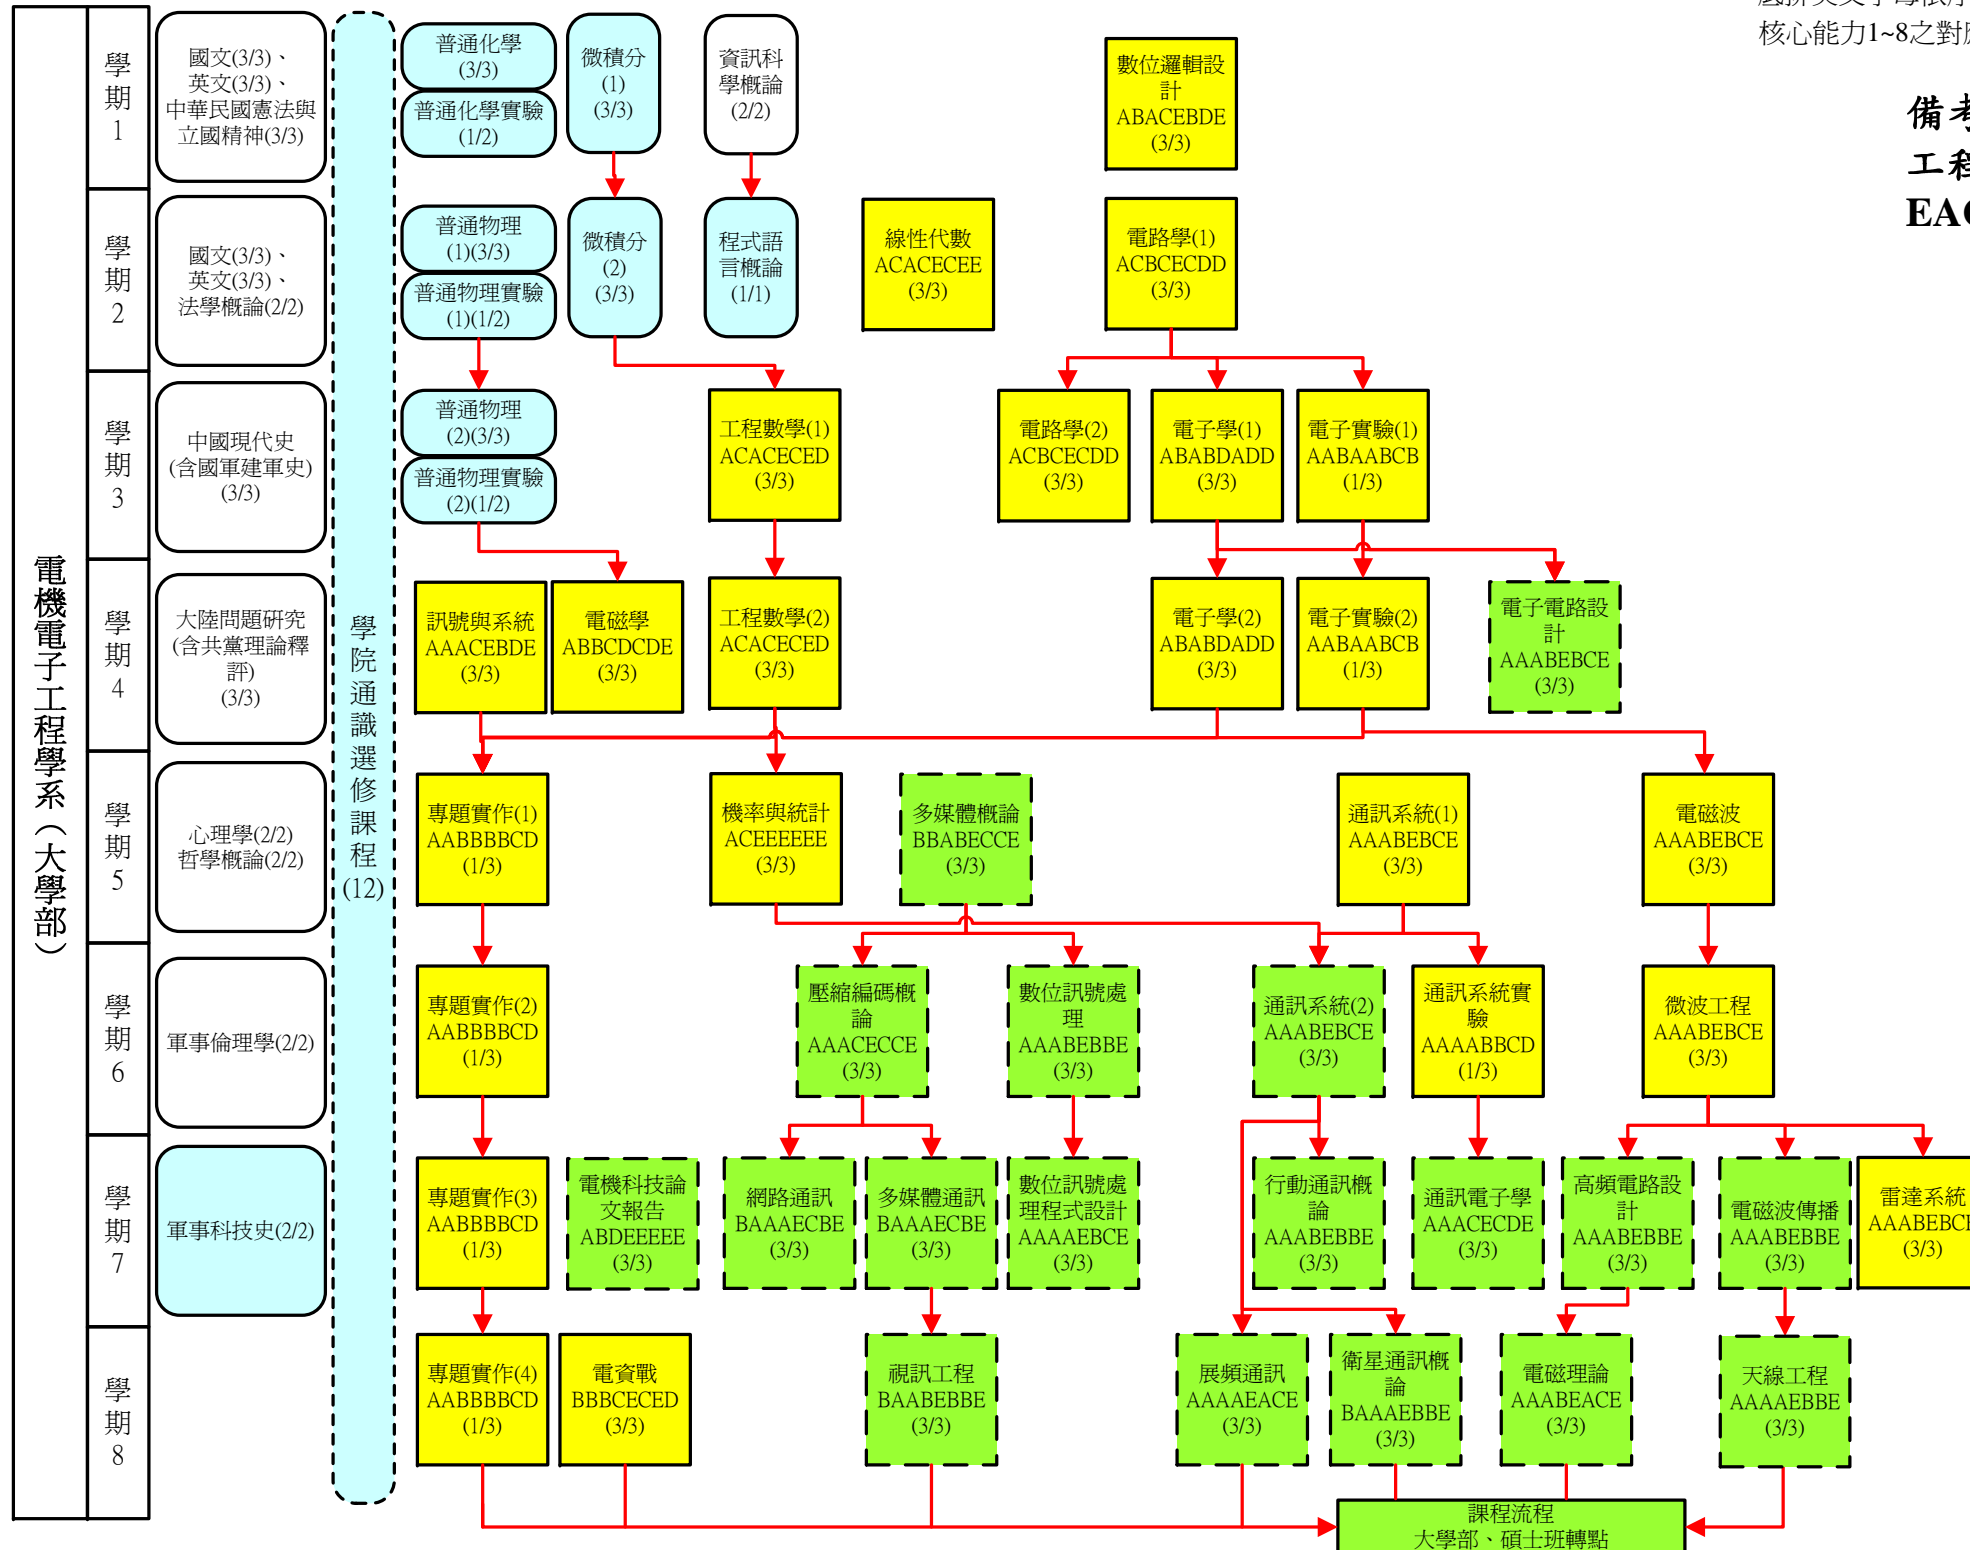 核心能力1~8之對應
備考
工程
EAC
電機電子工程學系（大學部）
學院通識選修課程
(12)
學期1
國文(3/3)、
英文(3/3)、
中華民國憲法與
立國精神(3/3)
普通化學
(3/3)
普通化學實驗
(1/2)
微積分
(1)
(3/3)
資訊科
學概論
(2/2)
數位邏輯設
計
ABACEBDE
(3/3)
學期2
國文(3/3)、
英文(3/3)、
法學概論(2/2)
普通物理
(1)(3/3)
普通物理實驗
(1)(1/2)
微積分
(2)
(3/3)
程式語
言概論
(1/1)
線性代數
ACACECEE
(3/3)
電路學(1)
ACBCECDD
(3/3)
學期3
中國現代史
(含國軍建軍史)
(3/3)
普通物理
(2)(3/3)
普通物理實驗
(2)(1/2)
工程數學(1)
ACACECED
(3/3)
電路學(2)
ACBCECDD
(3/3)
電子學(1)
ABABDADD
(3/3)
電子實驗(1)
AABAABCB
(1/3)
學期4
大陸問題研究
(含共黨理論釋
評)
(3/3)
訊號與系統
AAACEBDE
(3/3)
電磁學
ABBCDCDE
(3/3)
工程數學(2)
ACACECED
(3/3)
電子學(2)
ABABDADD
(3/3)
電子實驗(2)
AABAABCB
(1/3)
電子電路設
計
AAABEBCE
(3/3)
學期5
心理學(2/2)
哲學概論(2/2)
專題實作(1)
AABBBBCD
(1/3)
機率與統計
ACEEEEEE
(3/3)
多媒體概論
BBABECCE
(3/3)
通訊系統(1)
AAABEBCE
(3/3)
電磁波
AAABEBCE
(3/3)
學期6
軍事倫理學(2/2)
專題實作(2)
AABBBBCD
(1/3)
壓縮編碼概
論
AAACECCE
(3/3)
數位訊號處
理
AAABEBBE
(3/3)
通訊系統(2)
AAABEBCE
(3/3)
通訊系統實
驗
AAAABBCD
(1/3)
微波工程
AAABEBCE
(3/3)
學期7
軍事科技史(2/2)
專題實作(3)
AABBBBCD
(1/3)
電機科技論
文報告
ABDEEEEE
(3/3)
網路通訊
BAAAECBE
(3/3)
多媒體通訊
BAAAECBE
(3/3)
數位訊號處
理程式設計
AAAAEBCE
(3/3)
行動通訊概
論
AAABEBBE
(3/3)
通訊電子學
AAACECDE
(3/3)
高頻電路設
計
AAABEBBE
(3/3)
電磁波傳播
AAABEBBE
(3/3)
雷達系統
AAABEBCE
(3/3)
學期8
專題實作(4)
AABBBBCD
(1/3)
電資戰
BBBCECED
(3/3)
視訊工程
BAABEBBE
(3/3)
展頻通訊
AAAAEACE
(3/3)
衛星通訊概
論
BAAAEBBE
(3/3)
電磁理論
AAABEACE
(3/3)
天線工程
AAAAEBBE
(3/3)
課程流程
大學部、碩士班轉點